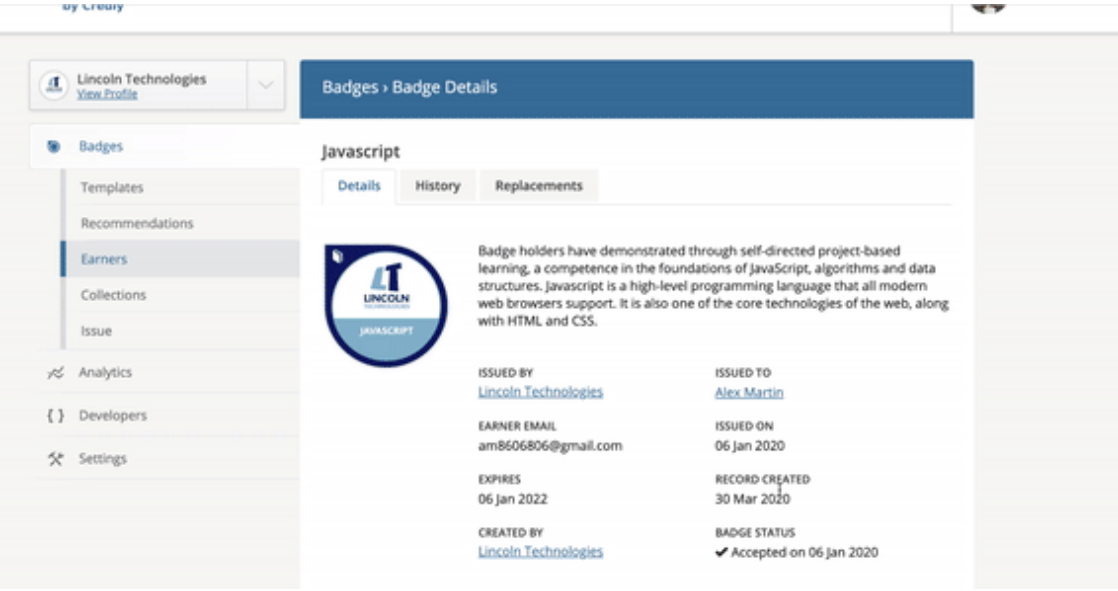 by Credly
Lincoln Technologies
View Profile
Badges
Templates
Recommendations
Earners
Collections
Issue
Analytics
{ } Developers
Settings
Badges › Badge Details
Javascript
Details History Replacements
LT
LINCOLN
TECHNOLOGIES
JAVASCRIPT
Badge holders have demonstrated through self-directed project-based
learning, a competence in the foundations of JavaScript, algorithms and data
structures. Javascript is a high-level programming language that all modern
web browsers support. It is also one of the core technologies of the web, along
with HTML and CSS.
ISSUED BY
Lincoln Technologies
ISSUED TO
Alex Martin
EARNER EMAIL
am8606806@gmail.com
ISSUED ON
06 Jan 2020
EXPIRES
06 Jan 2022
RECORD CREATED
30 Mar 2020
CREATED BY
Lincoln Technologies
BADGE STATUS
✔ Accepted on 06 Jan 2020